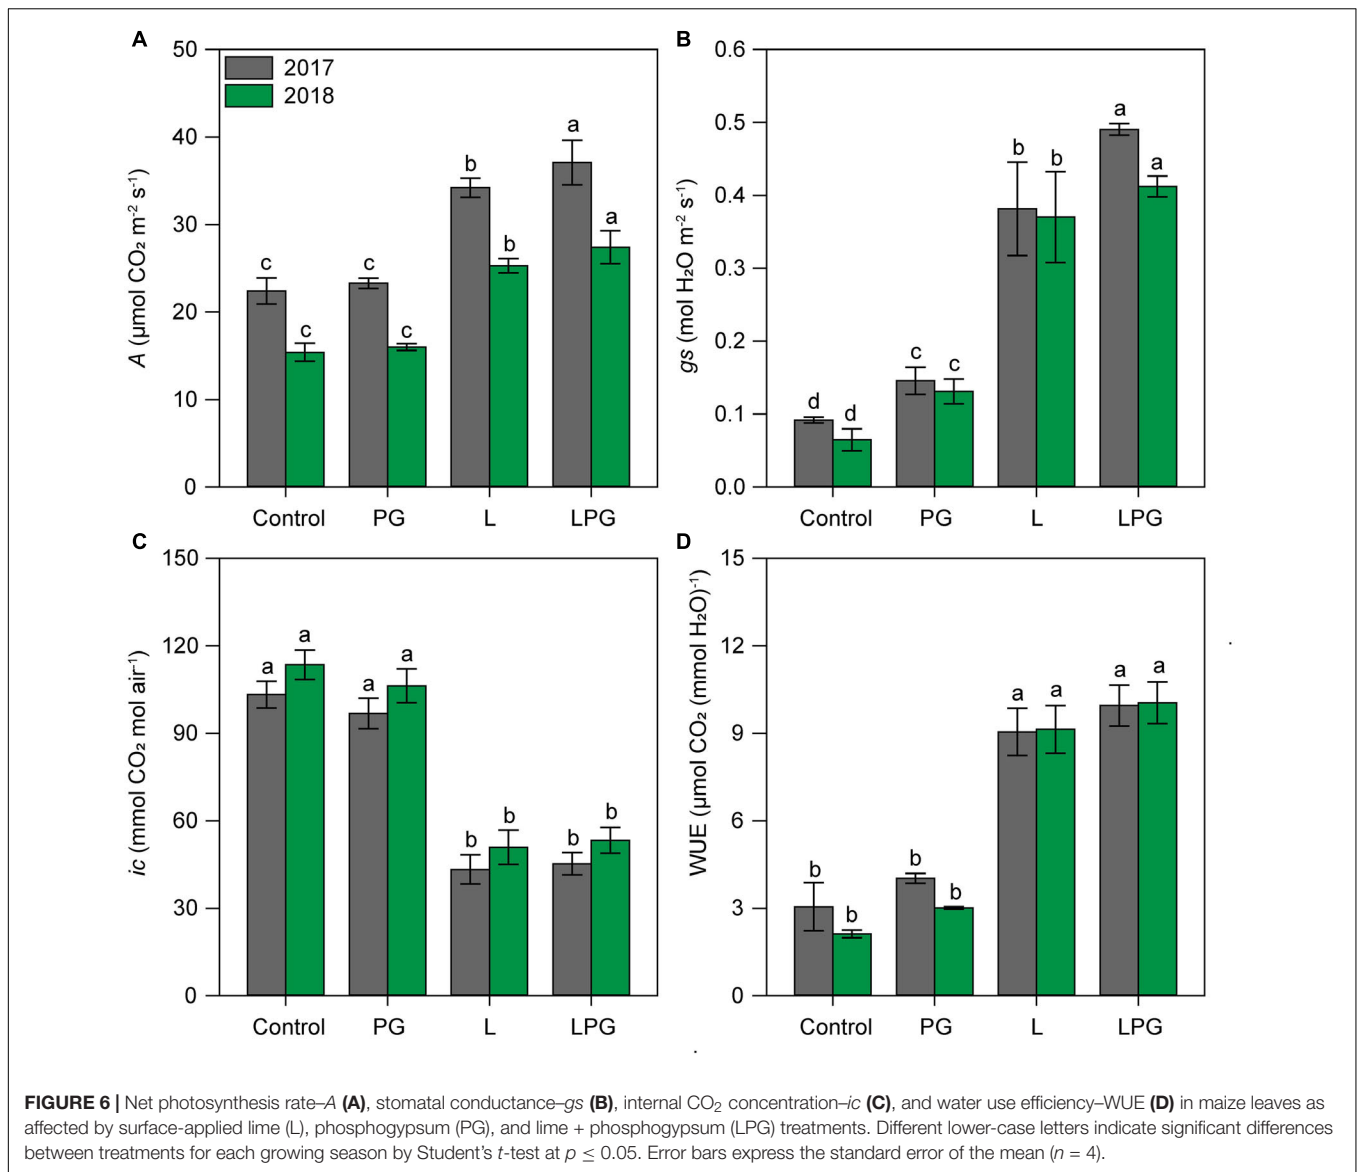 A
50
40
30
20
10
0
A (µmol CO₂ m⁻² s⁻¹)
2017
2018
c
c
c
c
b
b
a
a
Control PG L LPG
B
0.6
0.5
0.4
0.3
0.2
0.1
0.0
gs (mol H₂O m⁻² s⁻¹)
d
d
c
c
b
b
a
a
Control PG L LPG
C
150
120
90
60
30
0
ic (mmol CO₂ mol air⁻¹)
a
a
a
a
b
b
b
b
Control PG L LPG
D
15
12
9
6
3
0
WUE (µmol CO₂ (mmol H₂O)⁻¹)
b
b
b
b
a
a
a
a
Control PG L LPG
FIGURE 6 | Net photosynthesis rate–A (A), stomatal conductance–gs (B), internal CO₂ concentration–ic (C), and water use efficiency–WUE (D) in maize leaves as
affected by surface-applied lime (L), phosphogypsum (PG), and lime + phosphogypsum (LPG) treatments. Different lower-case letters indicate significant differences
between treatments for each growing season by Student's t-test at p ≤ 0.05. Error bars express the standard error of the mean (n = 4).